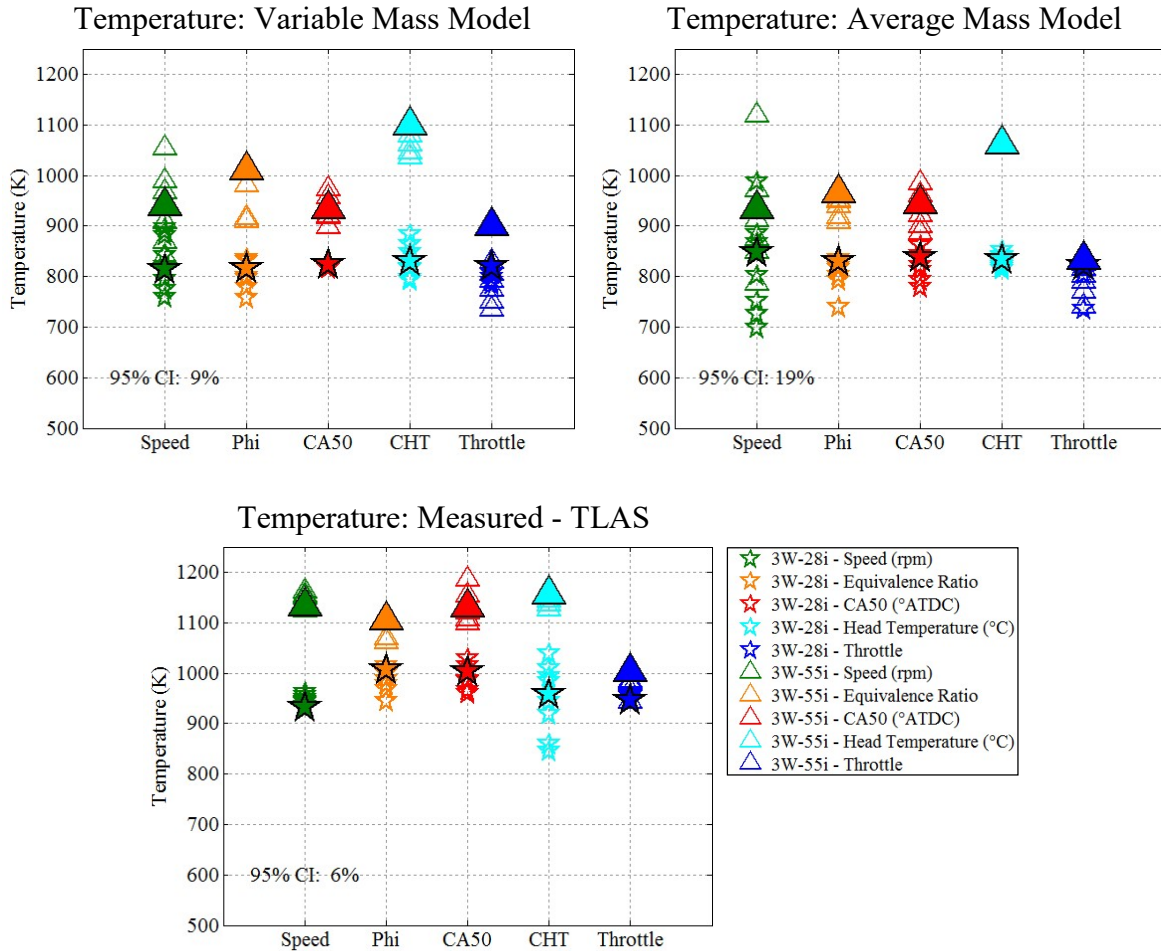 Temperature: Variable Mass Model
Temperature (K)
1200
1100
1000
900
800
700
600
500
95% CI: 9%
Speed Phi CA50 CHT Throttle
Temperature: Average Mass Model
Temperature (K)
1200
1100
1000
900
800
700
600
500
95% CI: 19%
Speed Phi CA50 CHT Throttle
Temperature: Measured - TLAS
Temperature (K)
1200
1100
1000
900
800
700
600
500
95% CI: 6%
Speed Phi CA50 CHT Throttle
3W-28i - Speed (rpm)
3W-28i - Equivalence Ratio
3W-28i - CA50 (°ATDC)
3W-28i - Head Temperature (°C)
3W-28i - Throttle
3W-55i - Speed (rpm)
3W-55i - Equivalence Ratio
3W-55i - CA50 (°ATDC)
3W-55i - Head Temperature (°C)
3W-55i - Throttle